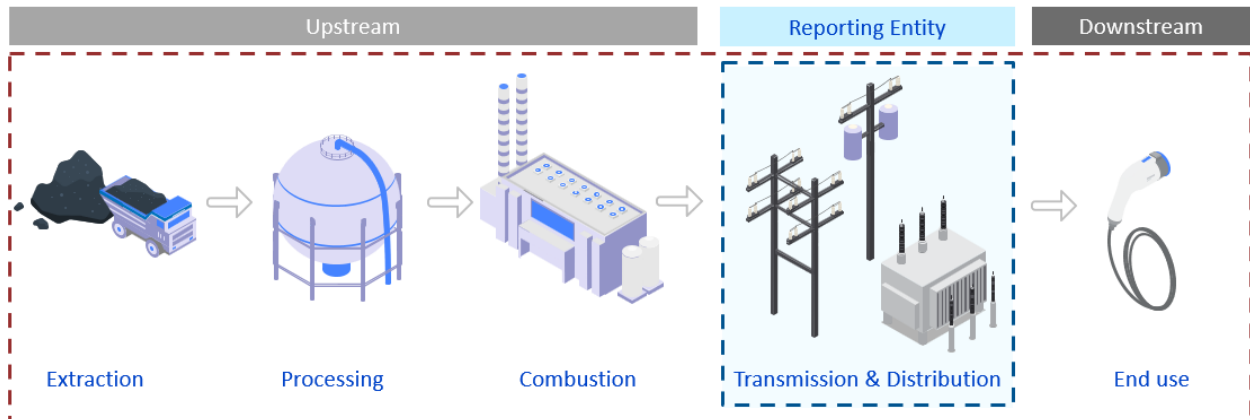 Upstream
Reporting Entity
Downstream
Extraction
Processing
Combustion
Transmission & Distribution
End use